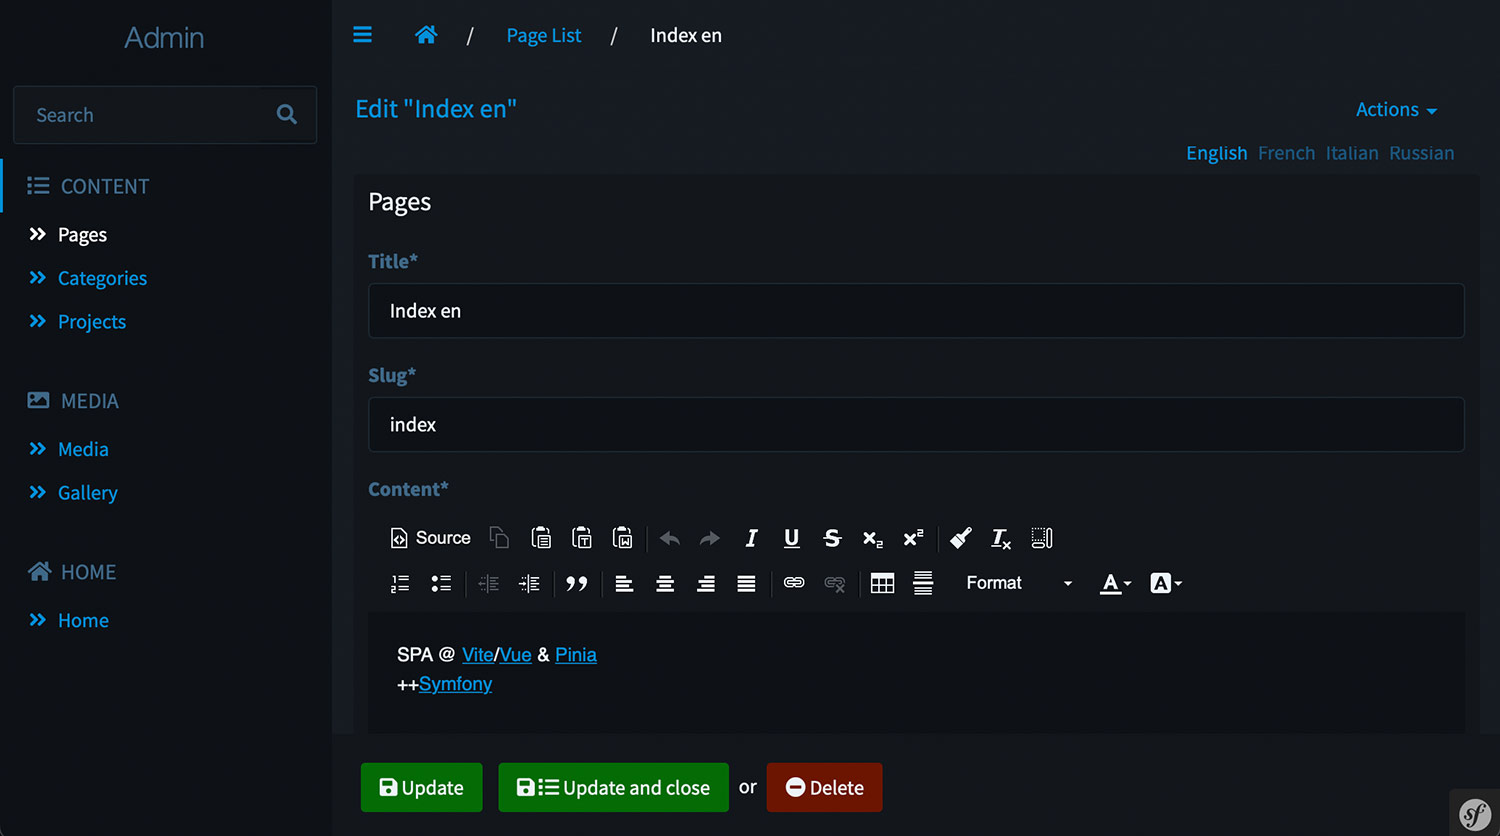 Admin
/ Page List / Index en
Search
Edit "Index en"
Actions
English French Italian Russian
CONTENT
Pages
Categories
Projects
MEDIA
Media
Gallery
HOME
Home
Pages
Title*
Index en
Slug*
index
Content*
Source
Format
SPA @ Vite/Vue & Pinia
++Symfony
Update
Update and close
or
Delete
sf